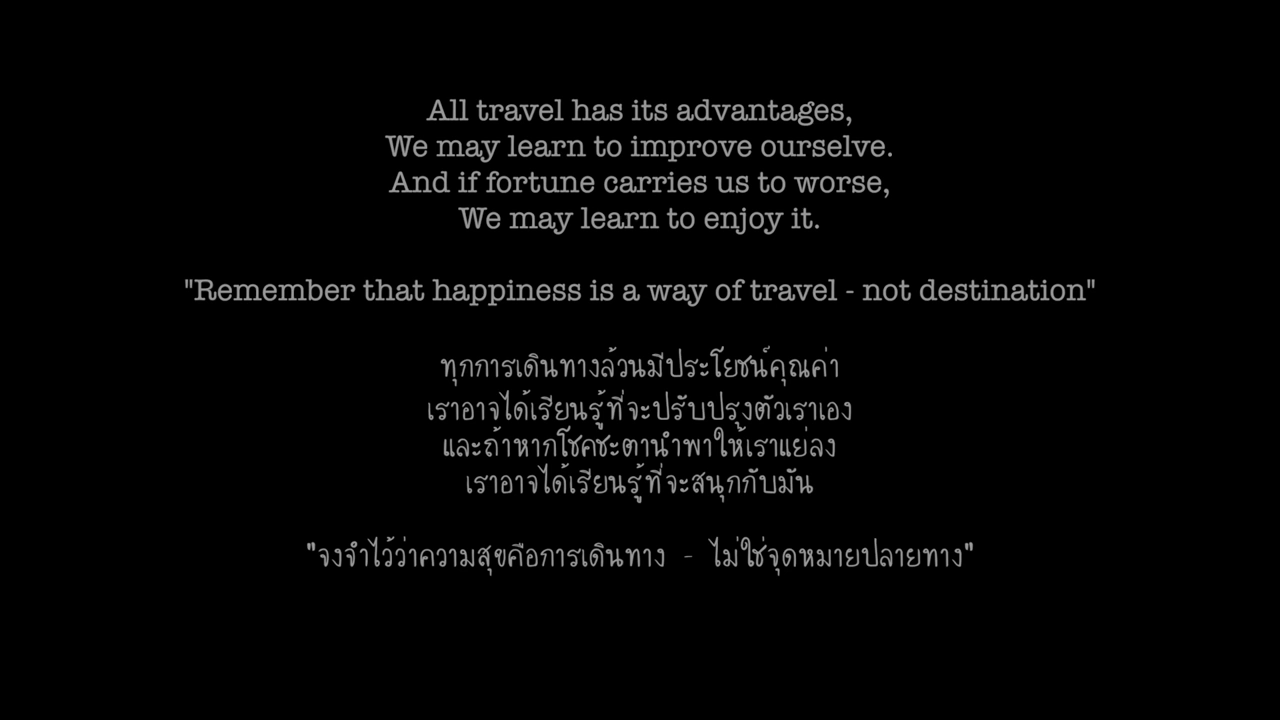 All travel has its advantages,
We may learn to improve ourselve.
And if fortune carries us to worse,
We may learn to enjoy it.
"Remember that happiness is a way of travel - not destination"
ทุกการเดินทางล้วนมีประโยชน์คุณค่า
เราอาจได้เรียนรู้ที่จะปรับปรุงตัวเราเอง
และถ้าหากโชคชะตานำพาให้เราแย่ลง
เราอาจได้เรียนรู้ที่จะสนุกกับมัน
"จงจำไว้ว่าความสุขคือการเดินทาง - ไม่ใช่จุดหมายปลายทาง"